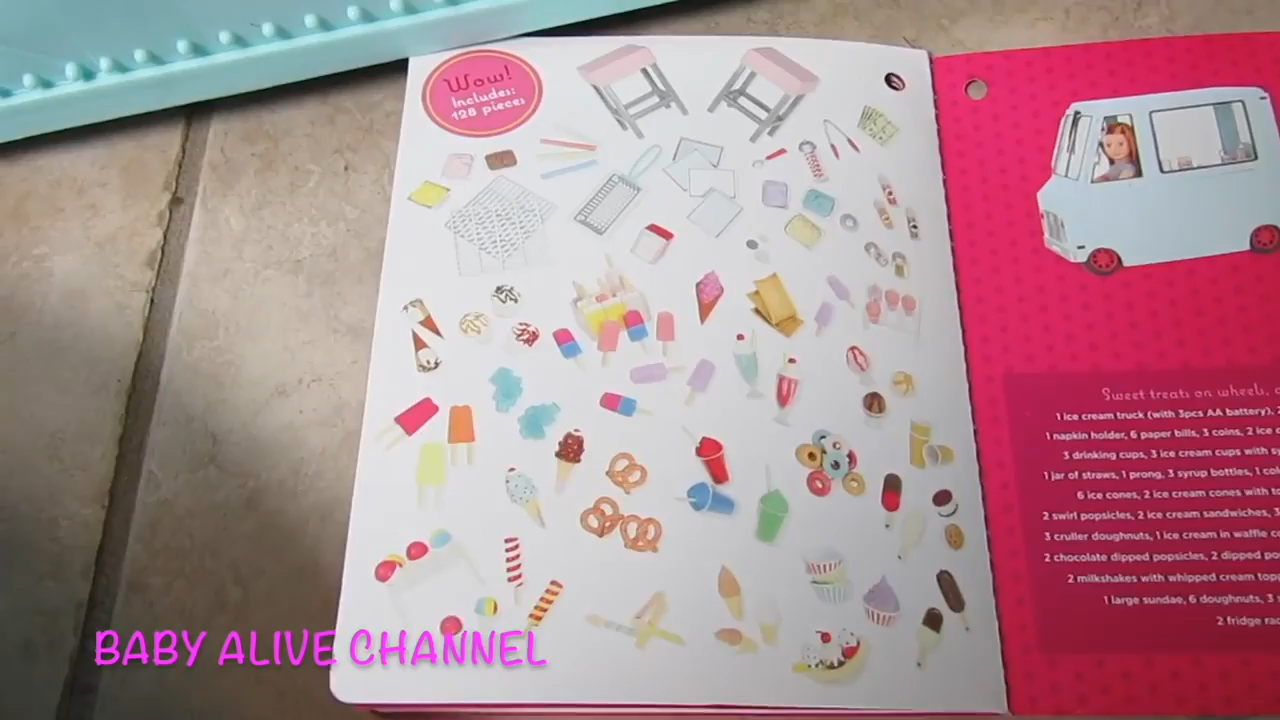 Wow!
Includes:
128 pieces
Sweet treats on wheels,
1 ice cream truck (with 3pcs AA battery),
1 napkin holder, 6 paper bills, 3 coins, 2 ice
3 drinking cups, 3 ice cream cups with
1 jar of straws, 1 prong, 3 syrup bottles, 1
6 ice cones, 2 ice cream cones with
2 swirl popsicles, 2 ice cream sandwiches,
3 cruller doughnuts, 1 ice cream in waffle
2 chocolate dipped popsicles, 2 dipped
2 milkshakes with whipped cream
1 large sundae, 6 doughnuts, 3
2 fridge
BABY ALIVE CHANNEL